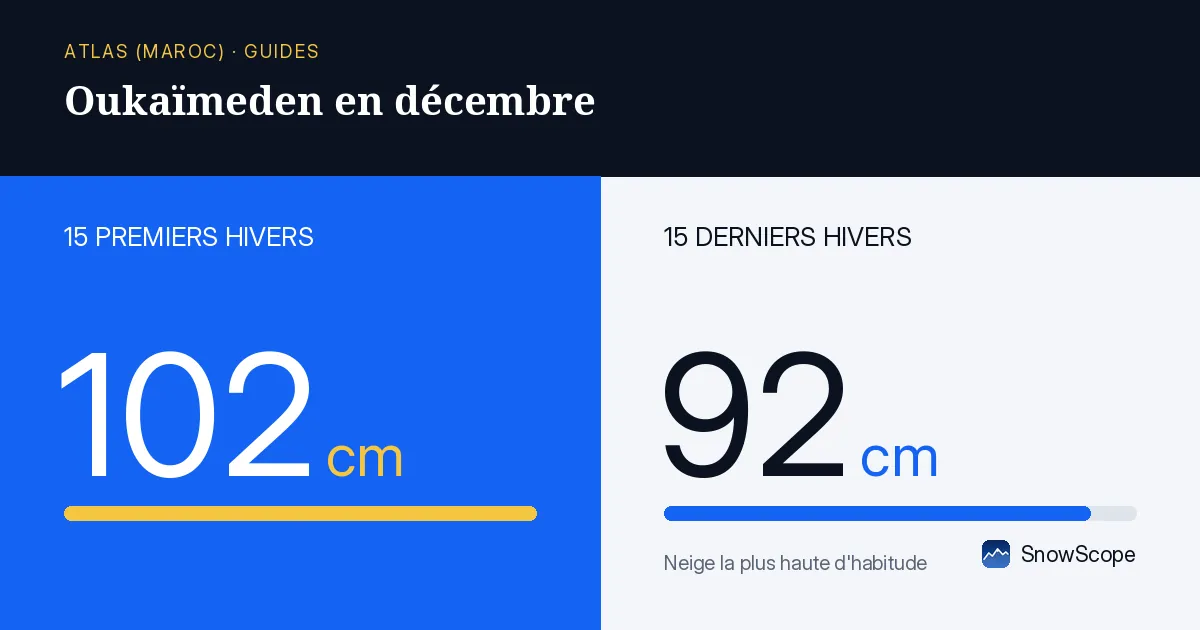 ATLAS (MAROC) · GUIDES
Oukaïmeden en décembre
15 PREMIERS HIVERS
102 cm
15 DERNIERS HIVERS
92 cm
Neige la plus haute d'habitude
SnowScope